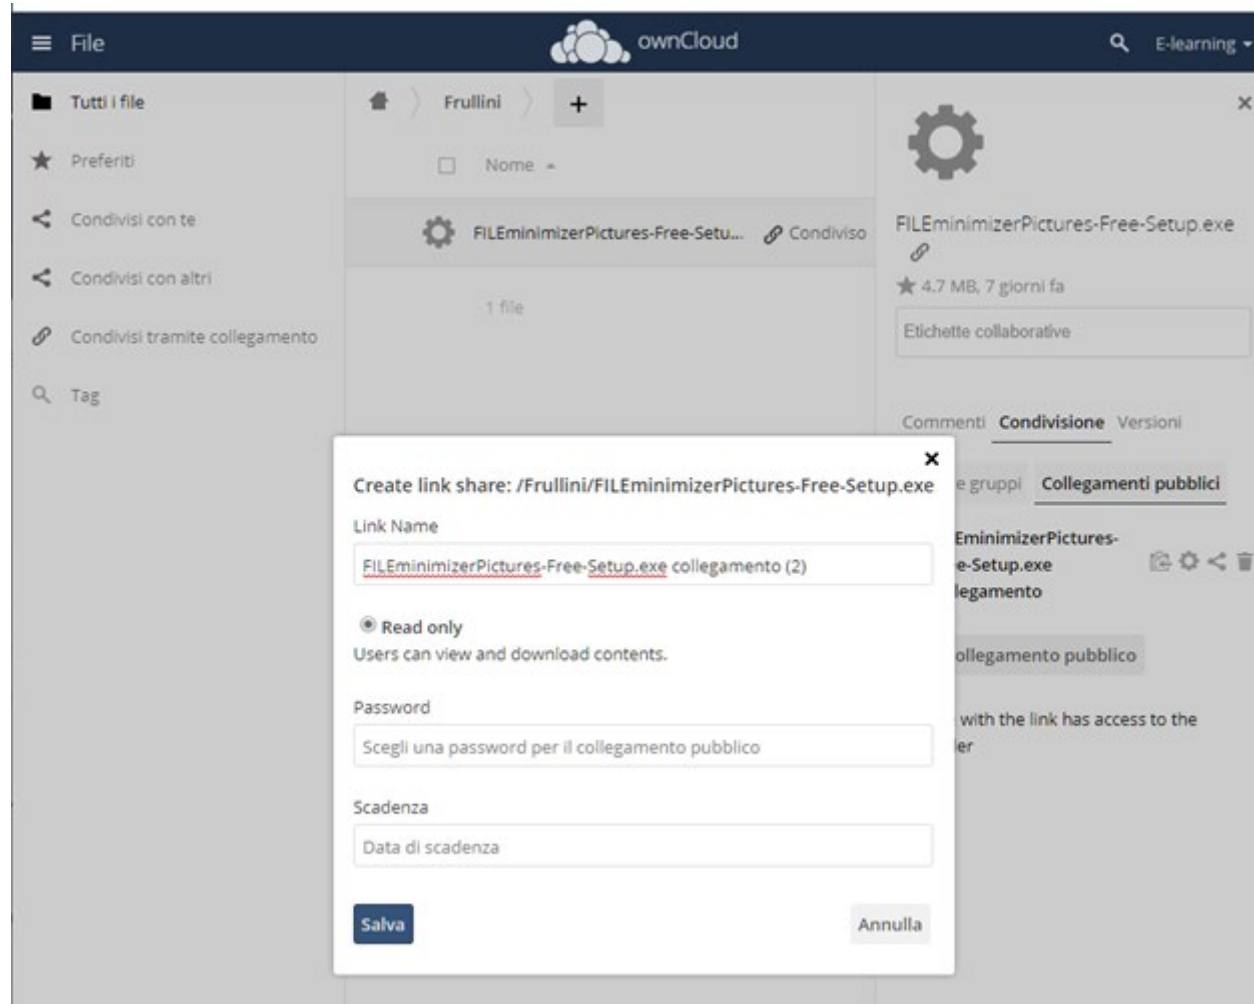 File
ownCloud
E-learning
Tutti i file
Preferiti
Condivisi con te
Condivisi con altri
Condivisi tramite collegamento
Tag
Frullini
+
Nome
FILEminimizerPictures-Free-Setu... Condiviso
1 file
FILEminimizerPictures-Free-Setup.exe
4.7 MB, 7 giorni fa
Etichette collaborative
Commenti Condivisione Versioni
e gruppi Collegamenti pubblici
EminimizerPictures-
e-Setup.exe
legamento
ollegamento pubblico
with the link has access to the
er
Create link share: /Frullini/FILEminimizerPictures-Free-Setup.exe
Link Name
FILEminimizerPictures-Free-Setup.exe collegamento (2)
Read only
Users can view and download contents.
Password
Scegli una password per il collegamento pubblico
Scadenza
Data di scadenza
Salva
Annulla